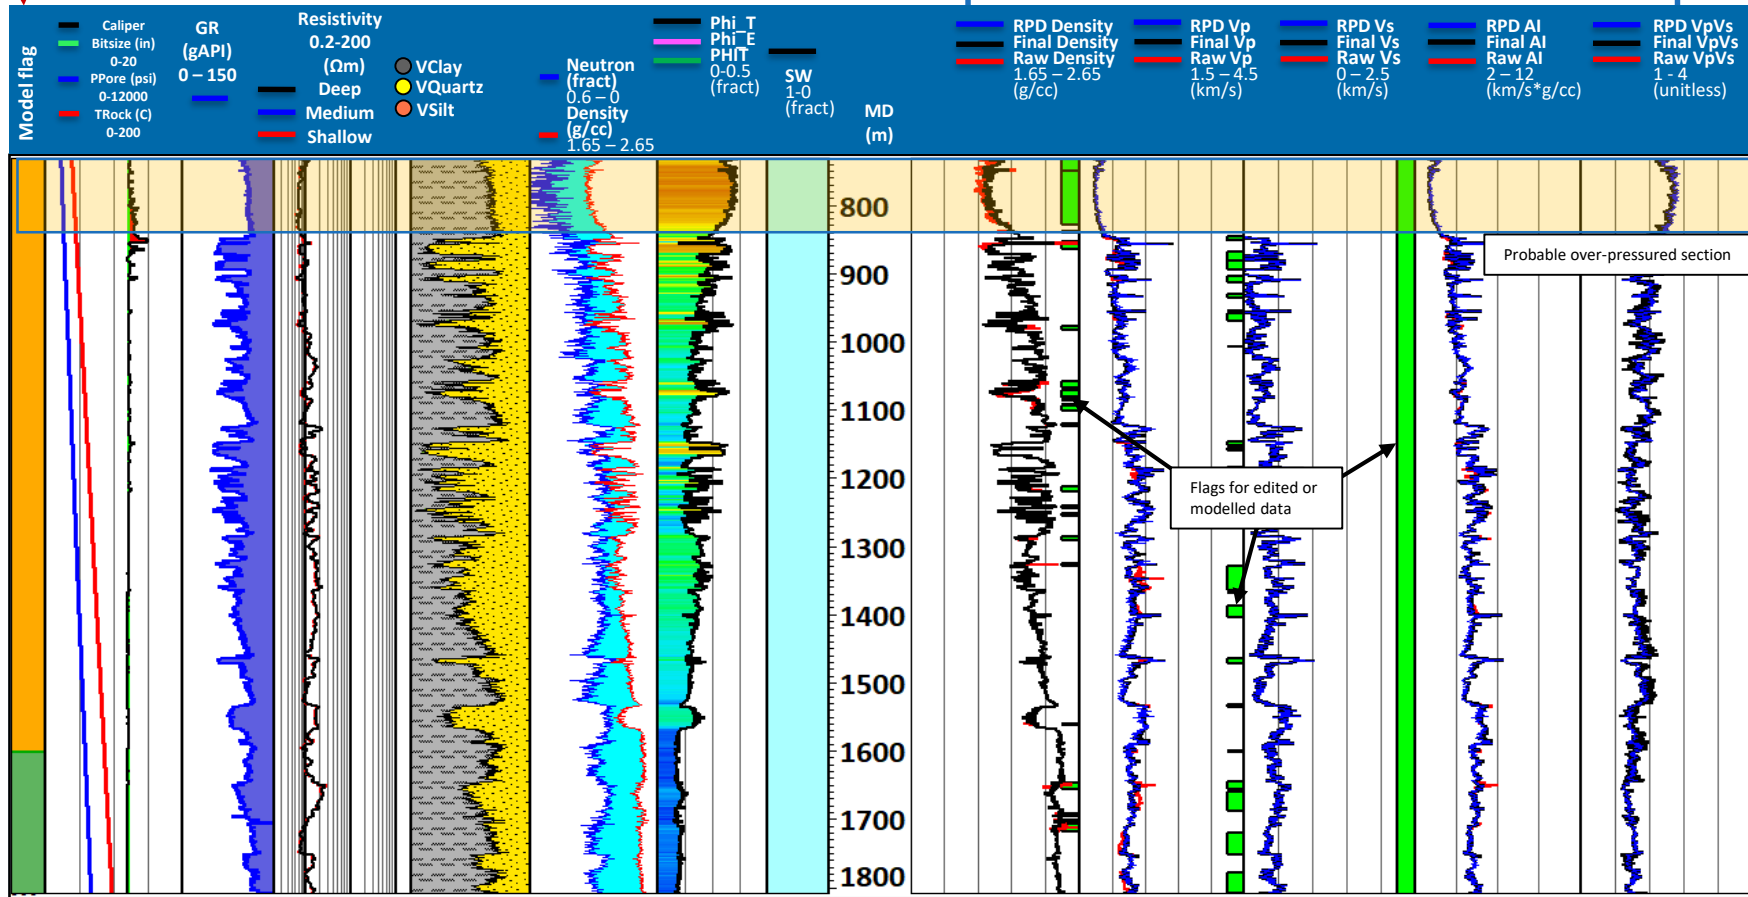 Model flag
Caliper
Bitsize (in)
0-20
PPore (psi)
0-12000
TRock (C)
0-200
GR
(gAPI)
0 – 150
Resistivity
0.2-200
(Ωm)
Deep
Medium
Shallow
VClay
VQuartz
VSilt
Neutron
(fract)
0.6 – 0
Density
(g/cc)
1.65 – 2.65
Phi_T
Phi_E
PHIT
0-0.5
(fract)
SW
1-0
(fract)
MD
(m)
RPD Density
Final Density
Raw Density
1.65 – 2.65
(g/cc)
RPD Vp
Final Vp
Raw Vp
1.5 – 4.5
(km/s)
RPD Vs
Final Vs
Raw Vs
0 – 2.5
(km/s)
RPD AI
Final AI
Raw AI
2 – 12
(km/s*g/cc)
RPD VpVs
Final VpVs
Raw VpVs
1 - 4
(unitless)
800
Probable over-pressured section
900
1000
1100
1200
Flags for edited or
modelled data
1300
1400
1500
1600
1700
1800